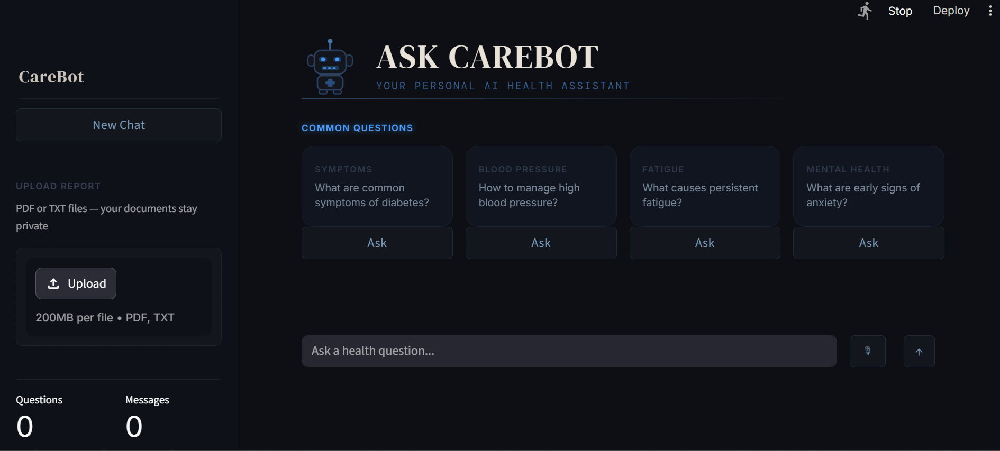 Stop
Deploy
CareBot
New Chat
UPLOAD REPORT
PDF or TXT files — your documents stay
private
Upload
200MB per file • PDF, TXT
Questions
Messages
0
0
ASK CAREBOT
YOUR PERSONAL AI HEALTH ASSISTANT
COMMON QUESTIONS
SYMPTOMS
What are common
symptoms of diabetes?
Ask
BLOOD PRESSURE
How to manage high
blood pressure?
Ask
FATIGUE
What causes persistent
fatigue?
Ask
MENTAL HEALTH
What are early signs of
anxiety?
Ask
Ask a health question...